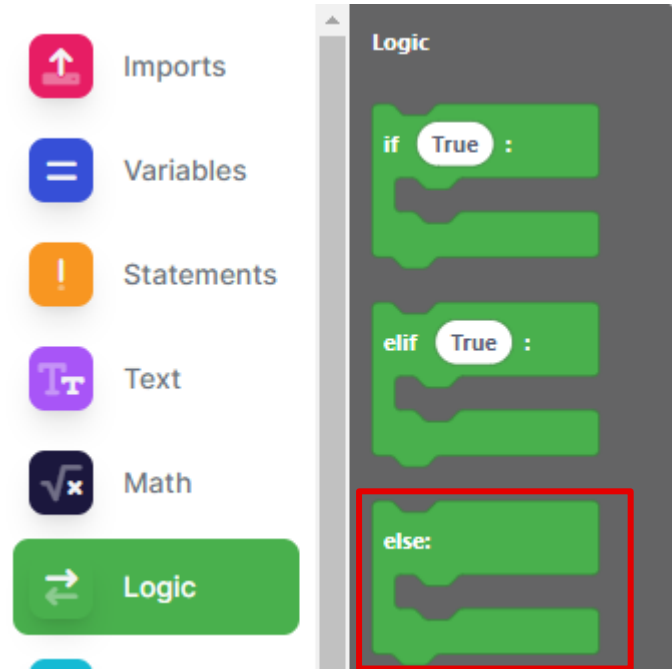 Imports
Variables
Statements
Text
Math
Logic
Logic
if True :
elif True :
else: